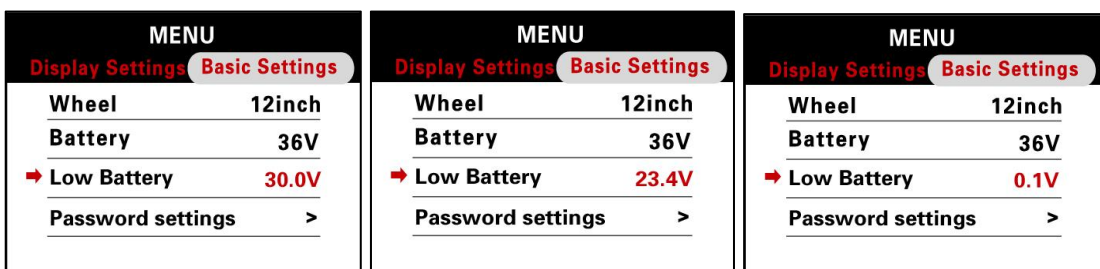 MENU
Display Settings Basic Settings
Wheel 12inch
Battery 36V
Low Battery 30.0V
Password settings >
MENU
Display Settings Basic Settings
Wheel 12inch
Battery 36V
Low Battery 23.4V
Password settings >
MENU
Display Settings Basic Settings
Wheel 12inch
Battery 36V
Low Battery 0.1V
Password settings >